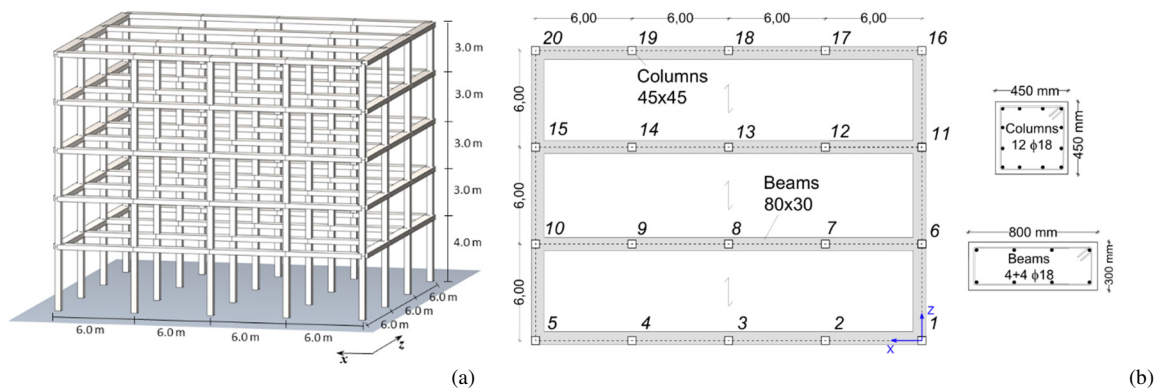 3.0 m
3.0 m
3.0 m
3.0 m
4.0 m
6.0 m
6.0 m
6.0 m
6.0 m
6.0 m
6.0 m
6.0 m
x
z
(a)
6,00
6,00
6,00
6,00
20
19
18
17
16
Columns
45x45
6,00
15
14
13
12
11
Beams
80x30
6,00
10
9
8
7
6
6,00
5
4
3
2
1
Z
X
450 mm
Columns
12 ϕ18
450 mm
800 mm
Beams
4+4 ϕ18
300 mm
(b)